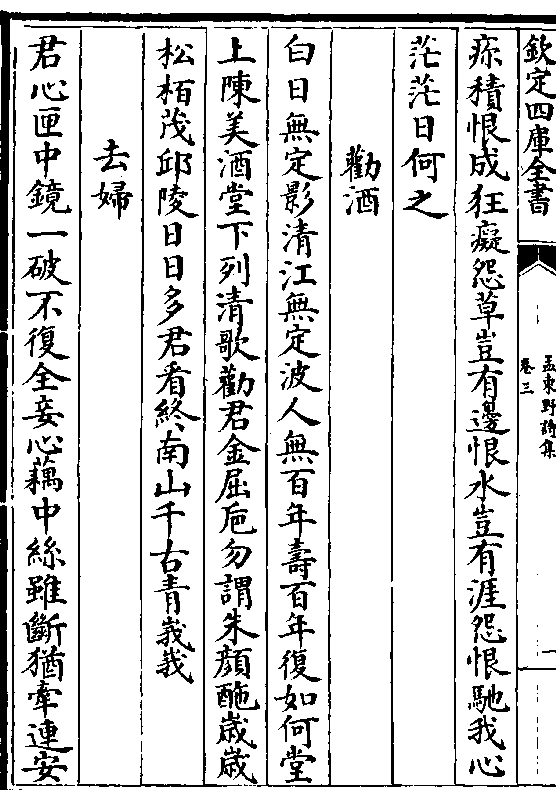 欽定四庫全書
孟東野詩集
卷三
一
㾕積恨成狂癡怨草豈有邊恨水豈有涯怨恨馳我心
茫茫日何之
勸酒
白日無定影清江無定波人無百年壽百年復如何堂
上陳美酒堂下列清歌勸君金屈巵勿謂朱顔酡歳歳
松栢茂邱陵日日多君看終南山千古青峩峩
去婦
君心匣中鏡一破不復全妾心藕中絲雖斷猶牽連安